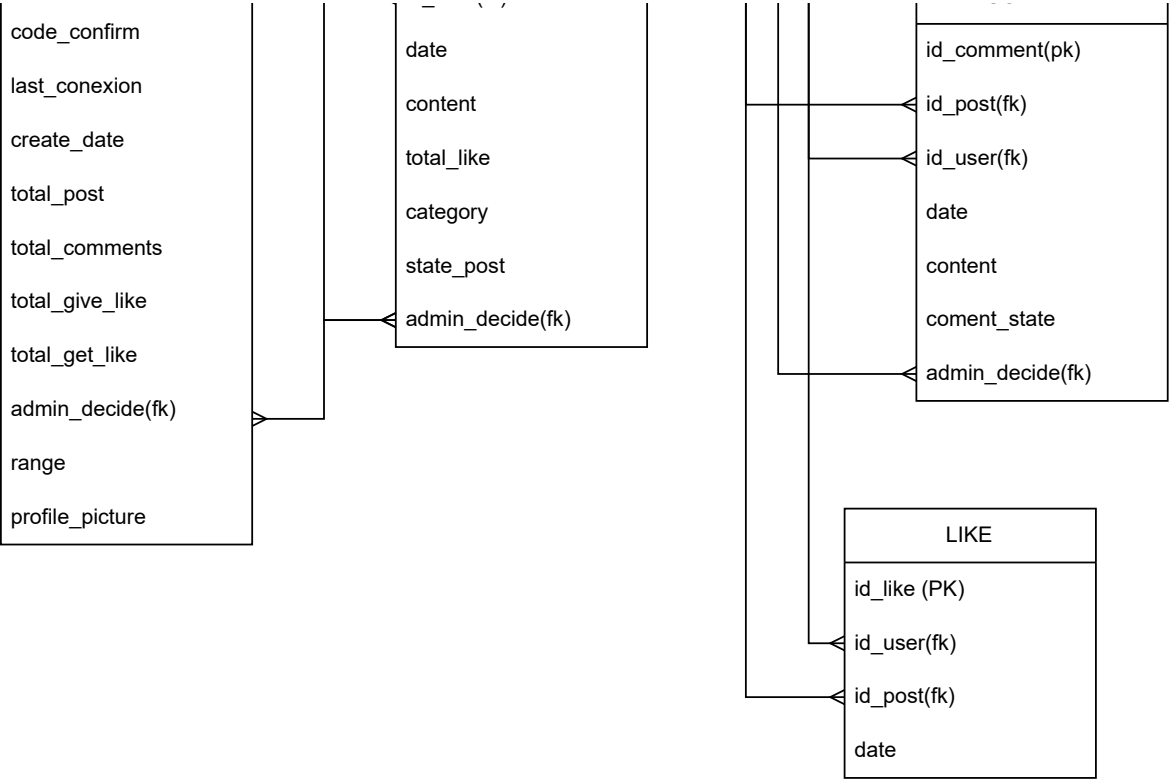 code_confirm
last_conexion
create_date
total_post
total_comments
total_give_like
total_get_like
admin_decide(fk)
range
profile_picture
date
content
total_like
category
state_post
admin_decide(fk)
id_comment(pk)
id_post(fk)
id_user(fk)
date
content
coment_state
admin_decide(fk)
LIKE
id_like (PK)
id_user(fk)
id_post(fk)
date